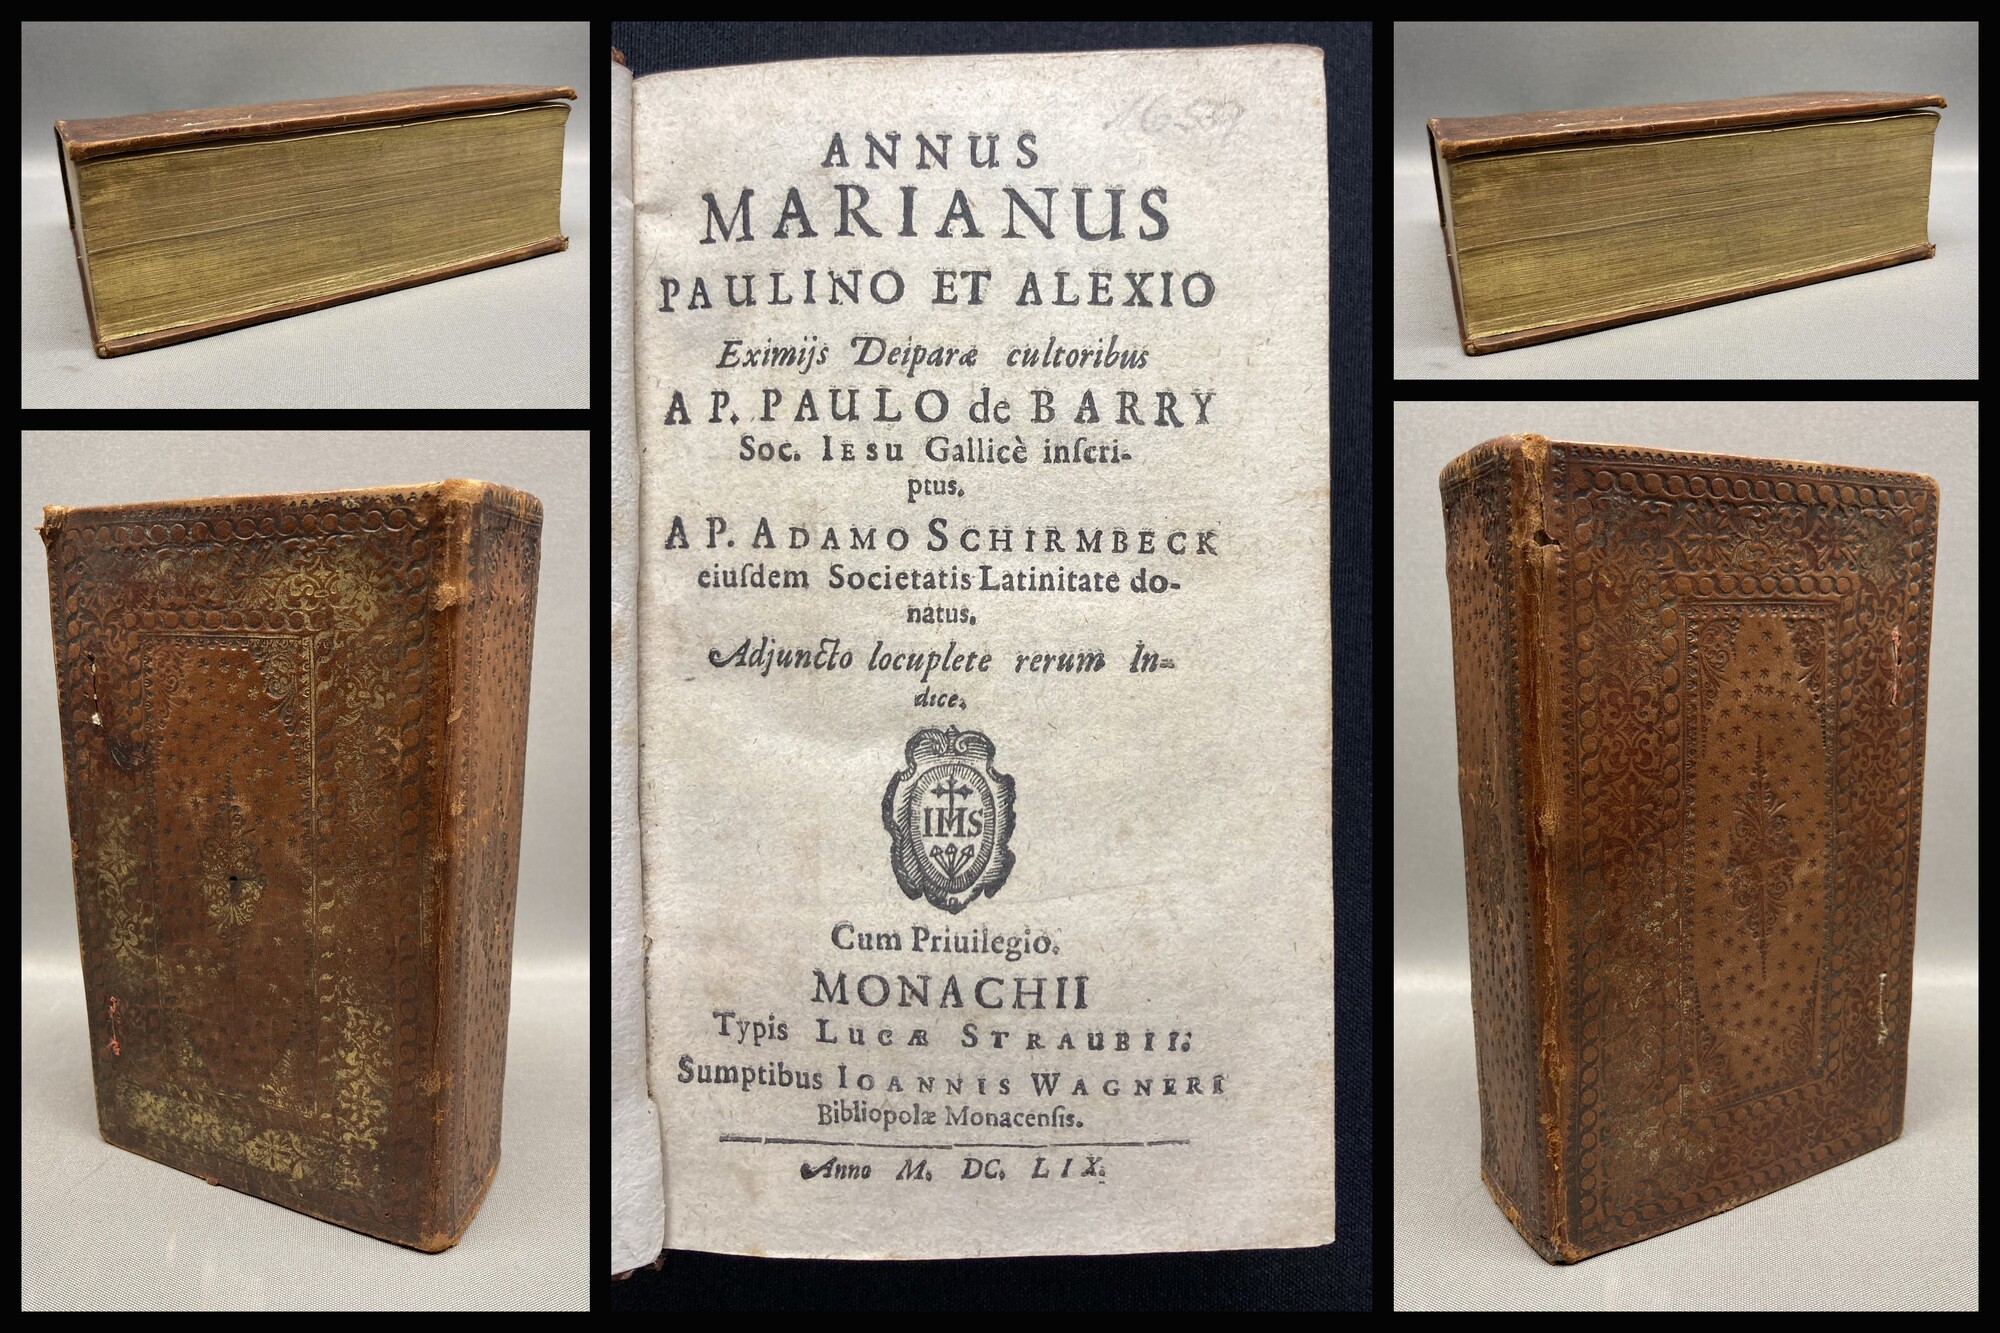 1659
ANNUS
MARIANUS
PAULINO ET ALEXIO
Eximijs Deiparæ cultoribus
A P. PAULO de BARRY
Soc. IESU Gallicè inſcri-
ptus.
A P. ADAMO SCHIRMBECK
eiuſdem Societatis Latinitate do-
natus.
Adjuncto locuplete rerum In-
dice.
IHS
Cum Priuilegio.
MONACHII
Typis LUCÆ STRAUBII.
Sumptibus IOANNIS WAGNERI
Bibliopolæ Monacenſis.
Anno M. DC. LIX.